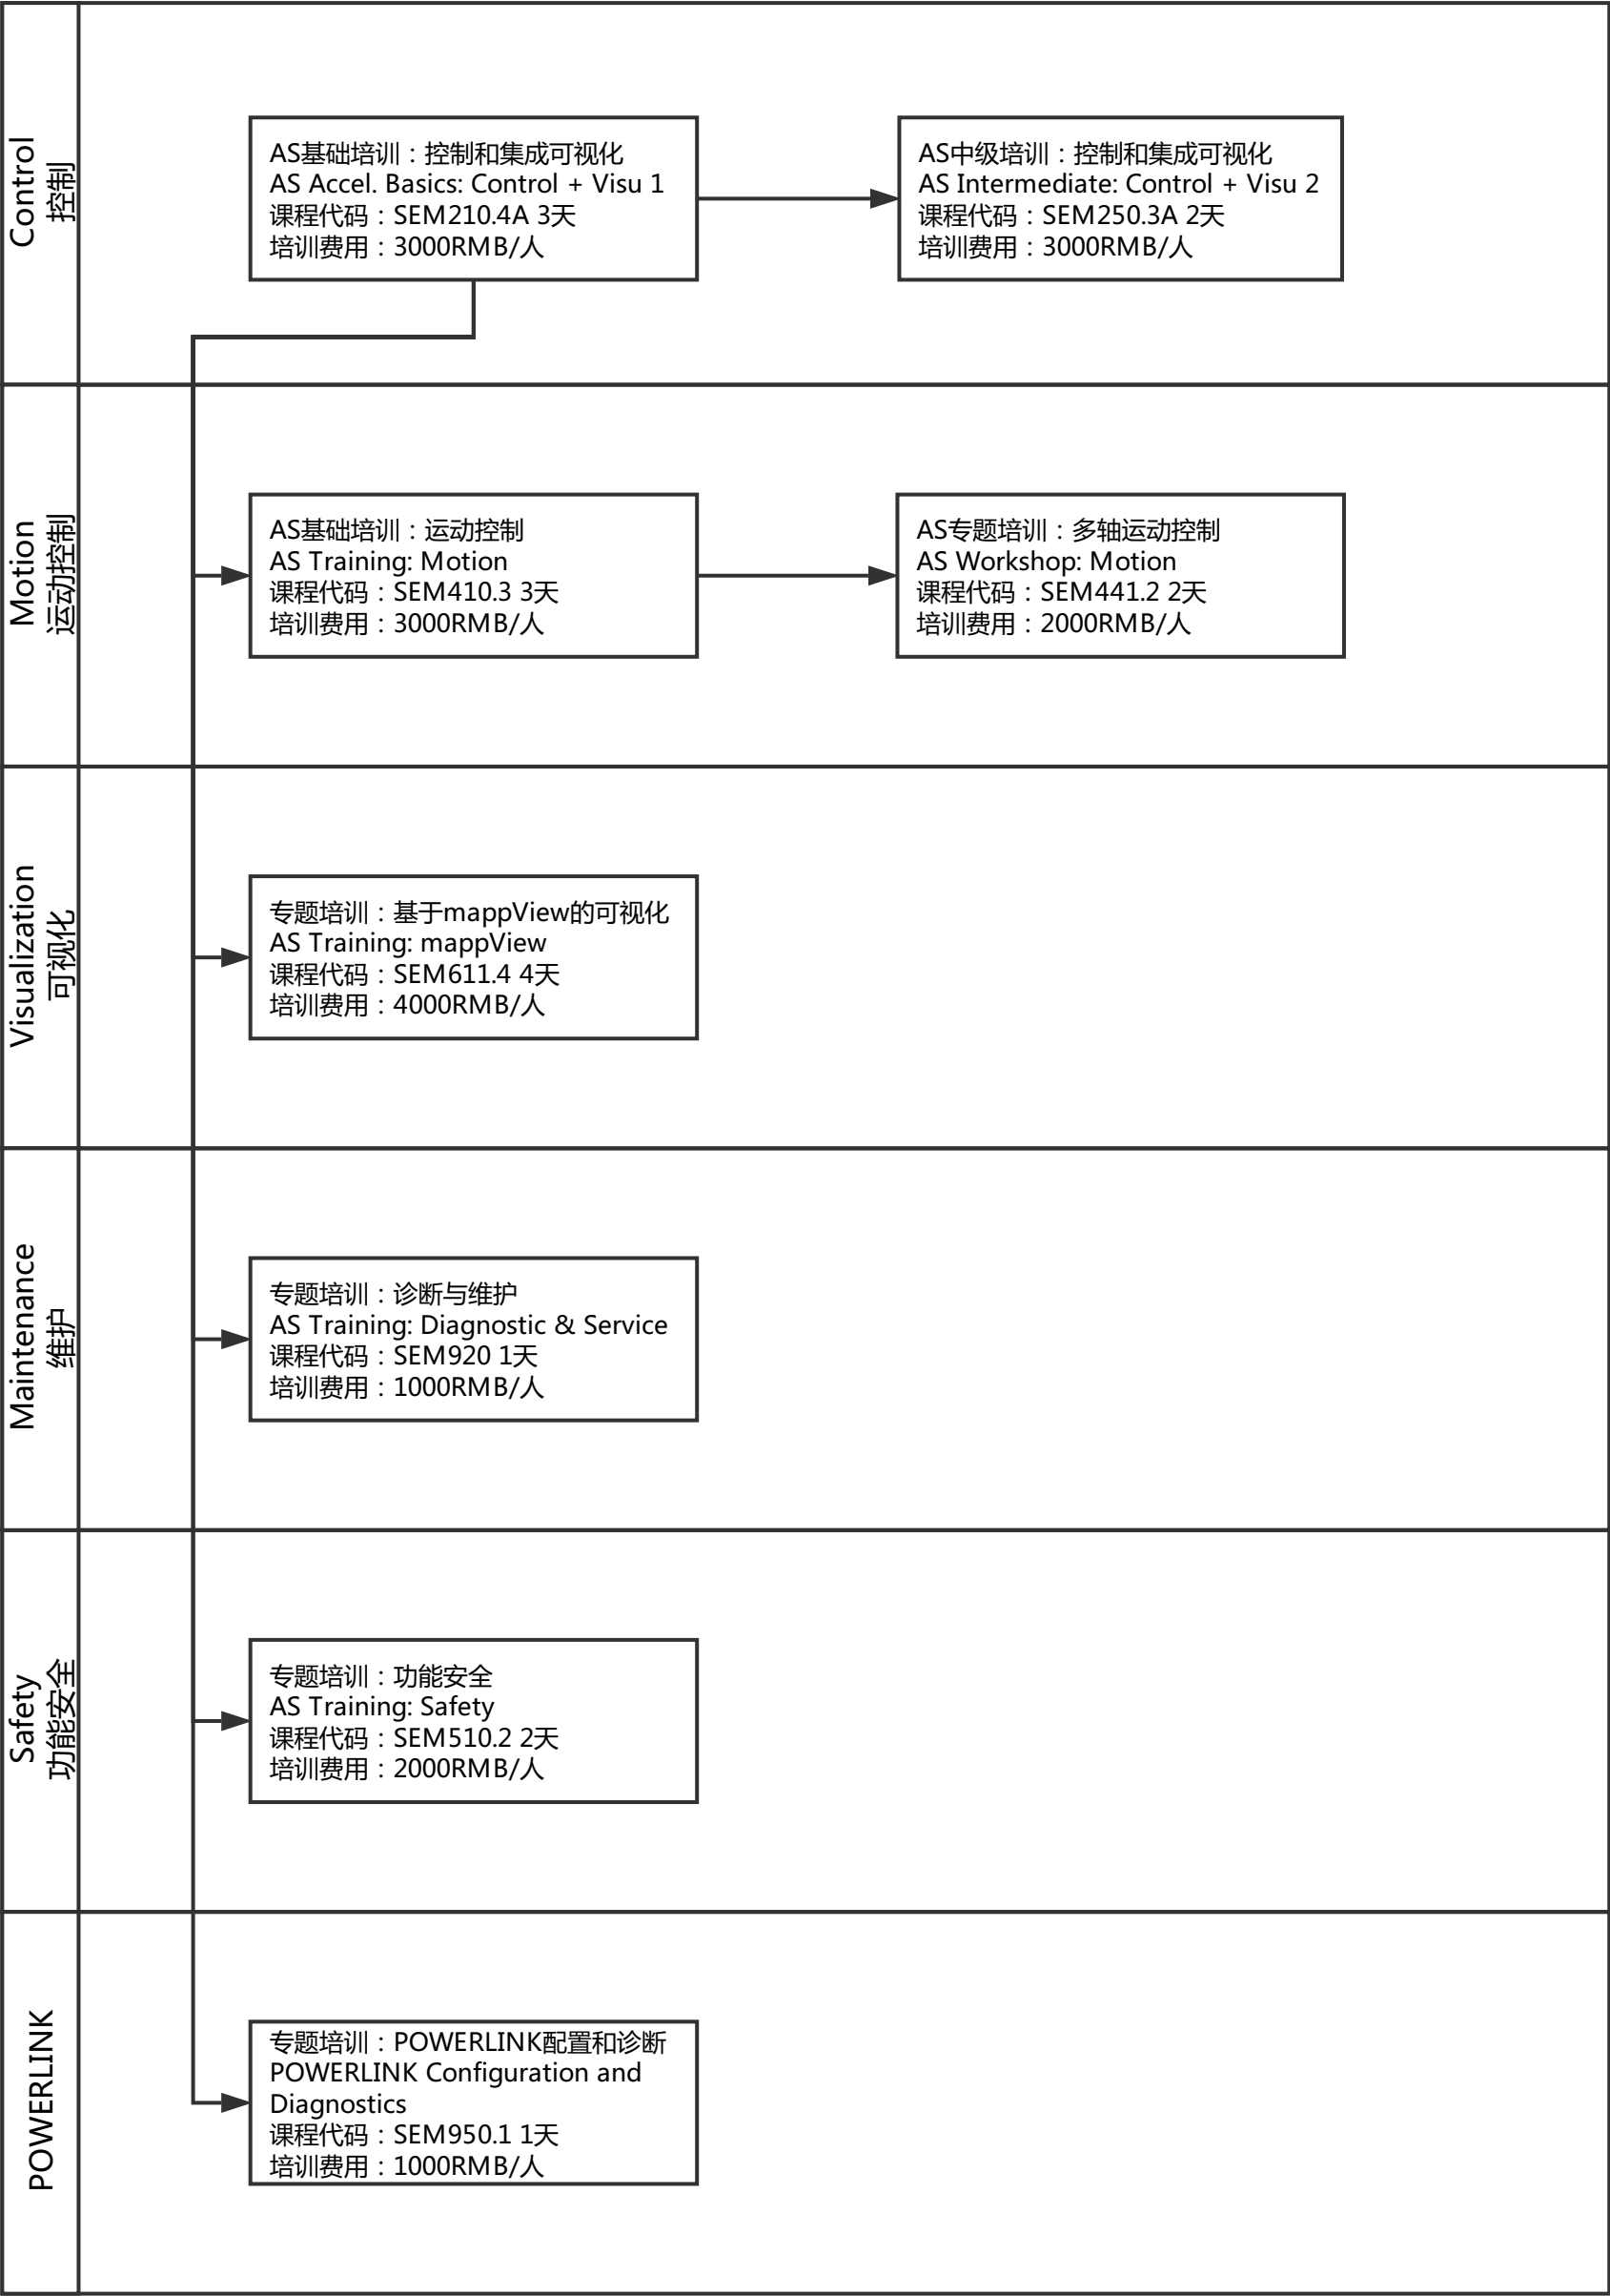 Control
控制
AS基础培训：控制和集成可视化
AS Accel. Basics: Control + Visu 1
课程代码：SEM210.4A 3天
培训费用：3000RMB/人
AS中级培训：控制和集成可视化
AS Intermediate: Control + Visu 2
课程代码：SEM250.3A 2天
培训费用：3000RMB/人
Motion
运动控制
AS基础培训：运动控制
AS Training: Motion
课程代码：SEM410.3 3天
培训费用：3000RMB/人
AS专题培训：多轴运动控制
AS Workshop: Motion
课程代码：SEM441.2 2天
培训费用：2000RMB/人
Visualization
可视化
专题培训：基于mappView的可视化
AS Training: mappView
课程代码：SEM611.4 4天
培训费用：4000RMB/人
Maintenance
维护
专题培训：诊断与维护
AS Training: Diagnostic & Service
课程代码：SEM920 1天
培训费用：1000RMB/人
Safety
功能安全
专题培训：功能安全
AS Training: Safety
课程代码：SEM510.2 2天
培训费用：2000RMB/人
POWERLINK
专题培训：POWERLINK配置和诊断
POWERLINK Configuration and
Diagnostics
课程代码：SEM950.1 1天
培训费用：1000RMB/人